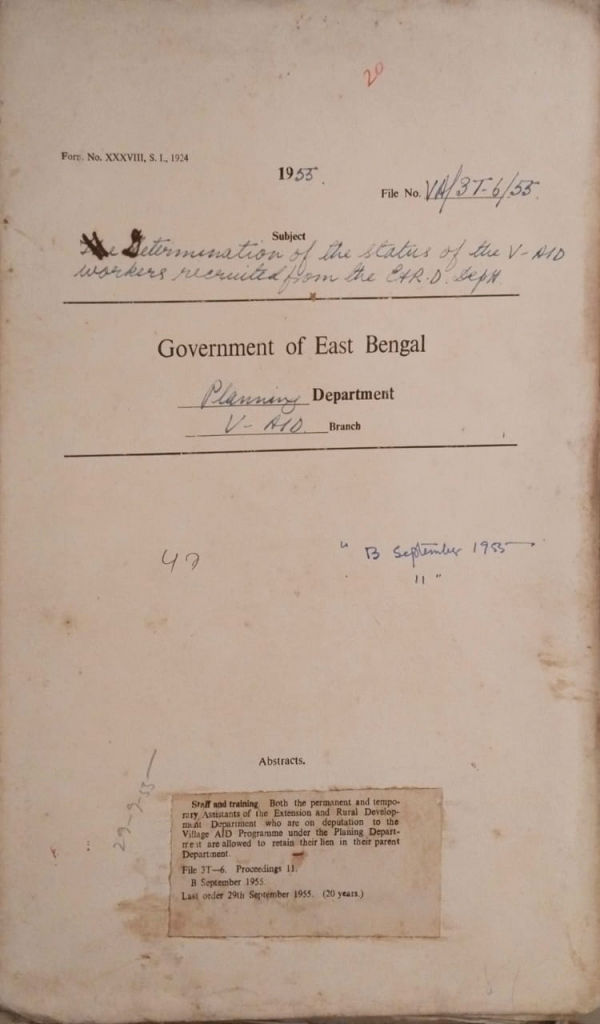 20
Form. No. XXXVIII, S. I., 1924
1955.
File No. VA/3T-6/55.
Subject
The Determination of the status of the V-AID
workers recruited from the E&R.D. Deptt.
Government of East Bengal
Planning Department
V-AID. Branch
" B September 1955
11 "
Abstracts.
29-9-55
Staff and training Both the permanent and tempo-
rary Assistants of the Extension and Rural Develop-
ment Department who are on deputation to the
Village AID Programme under the Planing Depart-
ment are allowed to retain their lien in their parent
Department.
File 3T—6. Proceedings 11.
B September 1955.
Last order 29th September 1955. (20 years.)